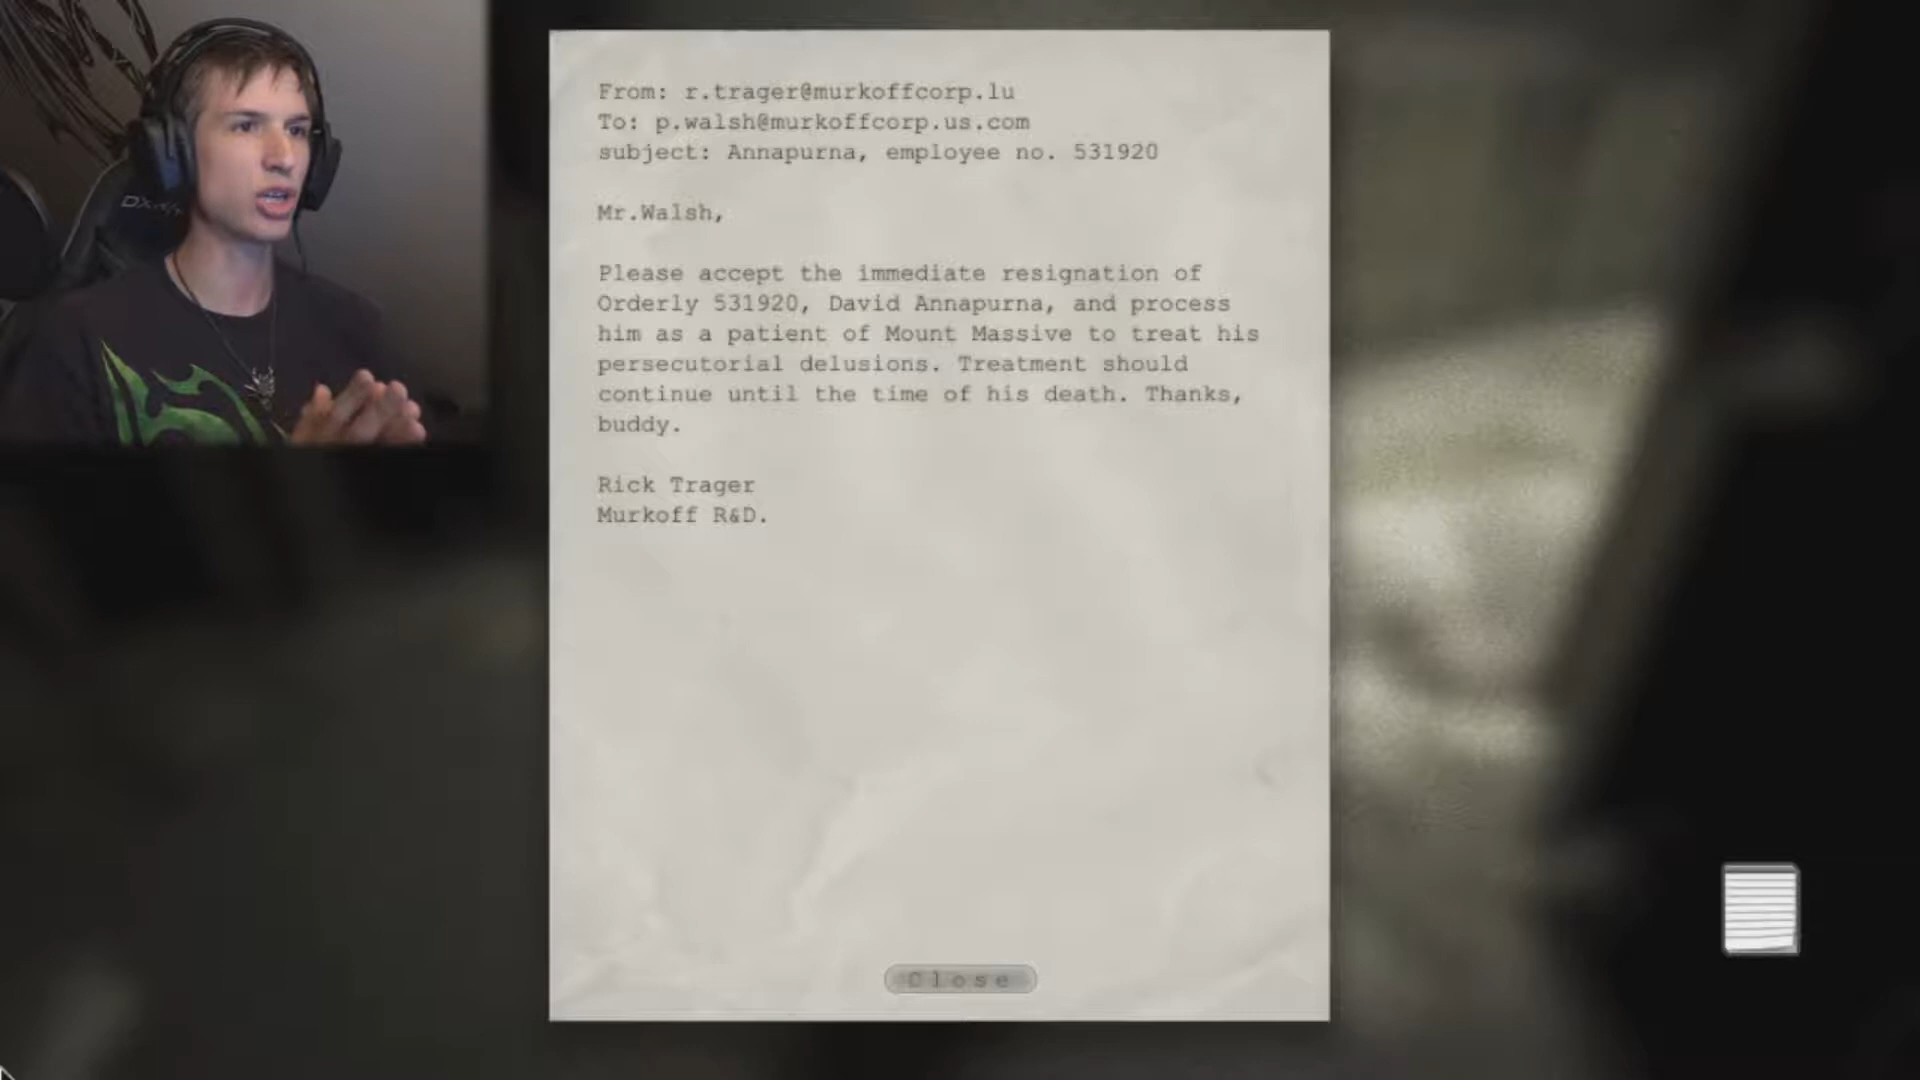 From: r.trager@murkoffcorp.lu
To: p.walsh@murkoffcorp.us.com
subject: Annapurna, employee no. 531920
Mr.Walsh,
Please accept the immediate resignation of
Orderly 531920, David Annapurna, and process
him as a patient of Mount Massive to treat his
persecutorial delusions. Treatment should
continue until the time of his death. Thanks,
buddy.
Rick Trager
Murkoff R&D.
Close